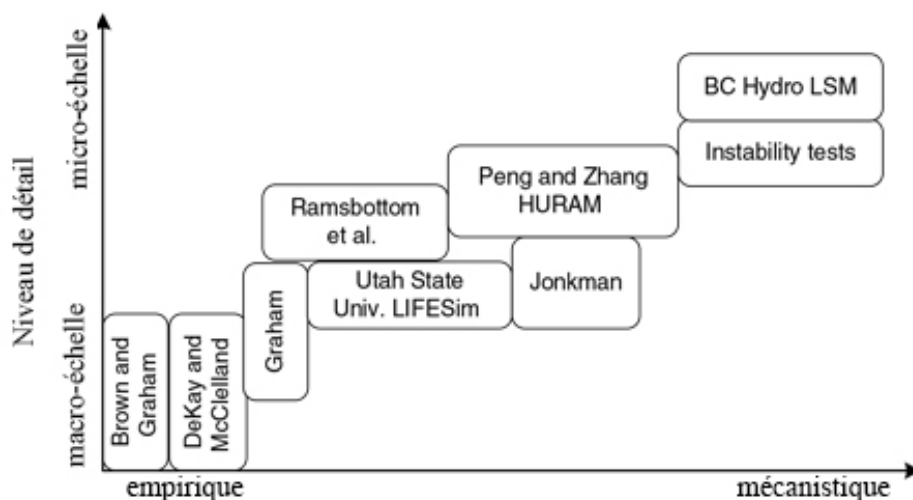 Niveau de détail
micro-échelle
macro-échelle
BC Hydro LSM
Instability tests
Peng and Zhang
HURAM
Ramsbottom
et al.
Utah State
Univ. LIFESim
Jonkman
Graham
Brown and
Graham
DeKay and
McClelland
empirique
mécanistique